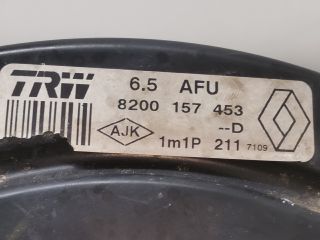 TRW 6.5 AFU
8200 157 453
--D
AJK 1m1P 211 7109